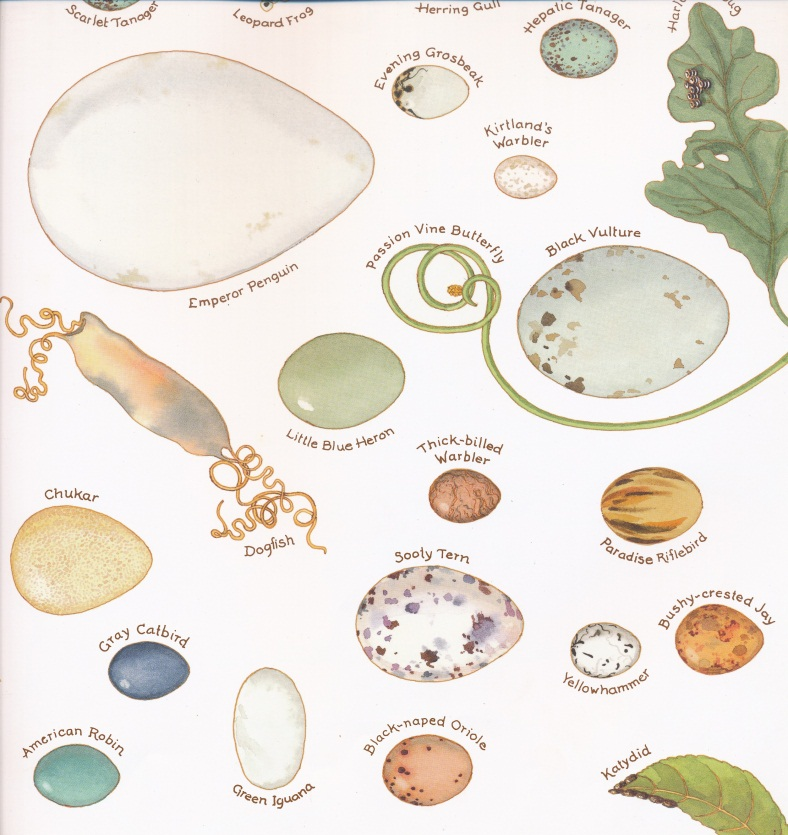 Scarlet Tanager
Leopard Frog
Herring Gull
Hepatic Tanager
Evening Grosbeak
Kirtland's
Warbler
Emperor Penguin
Passion Vine Butterfly
Black Vulture
Little Blue Heron
Thick-billed
Warbler
Chukar
Dogfish
Paradise Riflebird
Sooty Tern
Gray Catbird
Bushy-crested Jay
Yellowhammer
American Robin
Green Iguana
Black-naped Oriole
Katydid